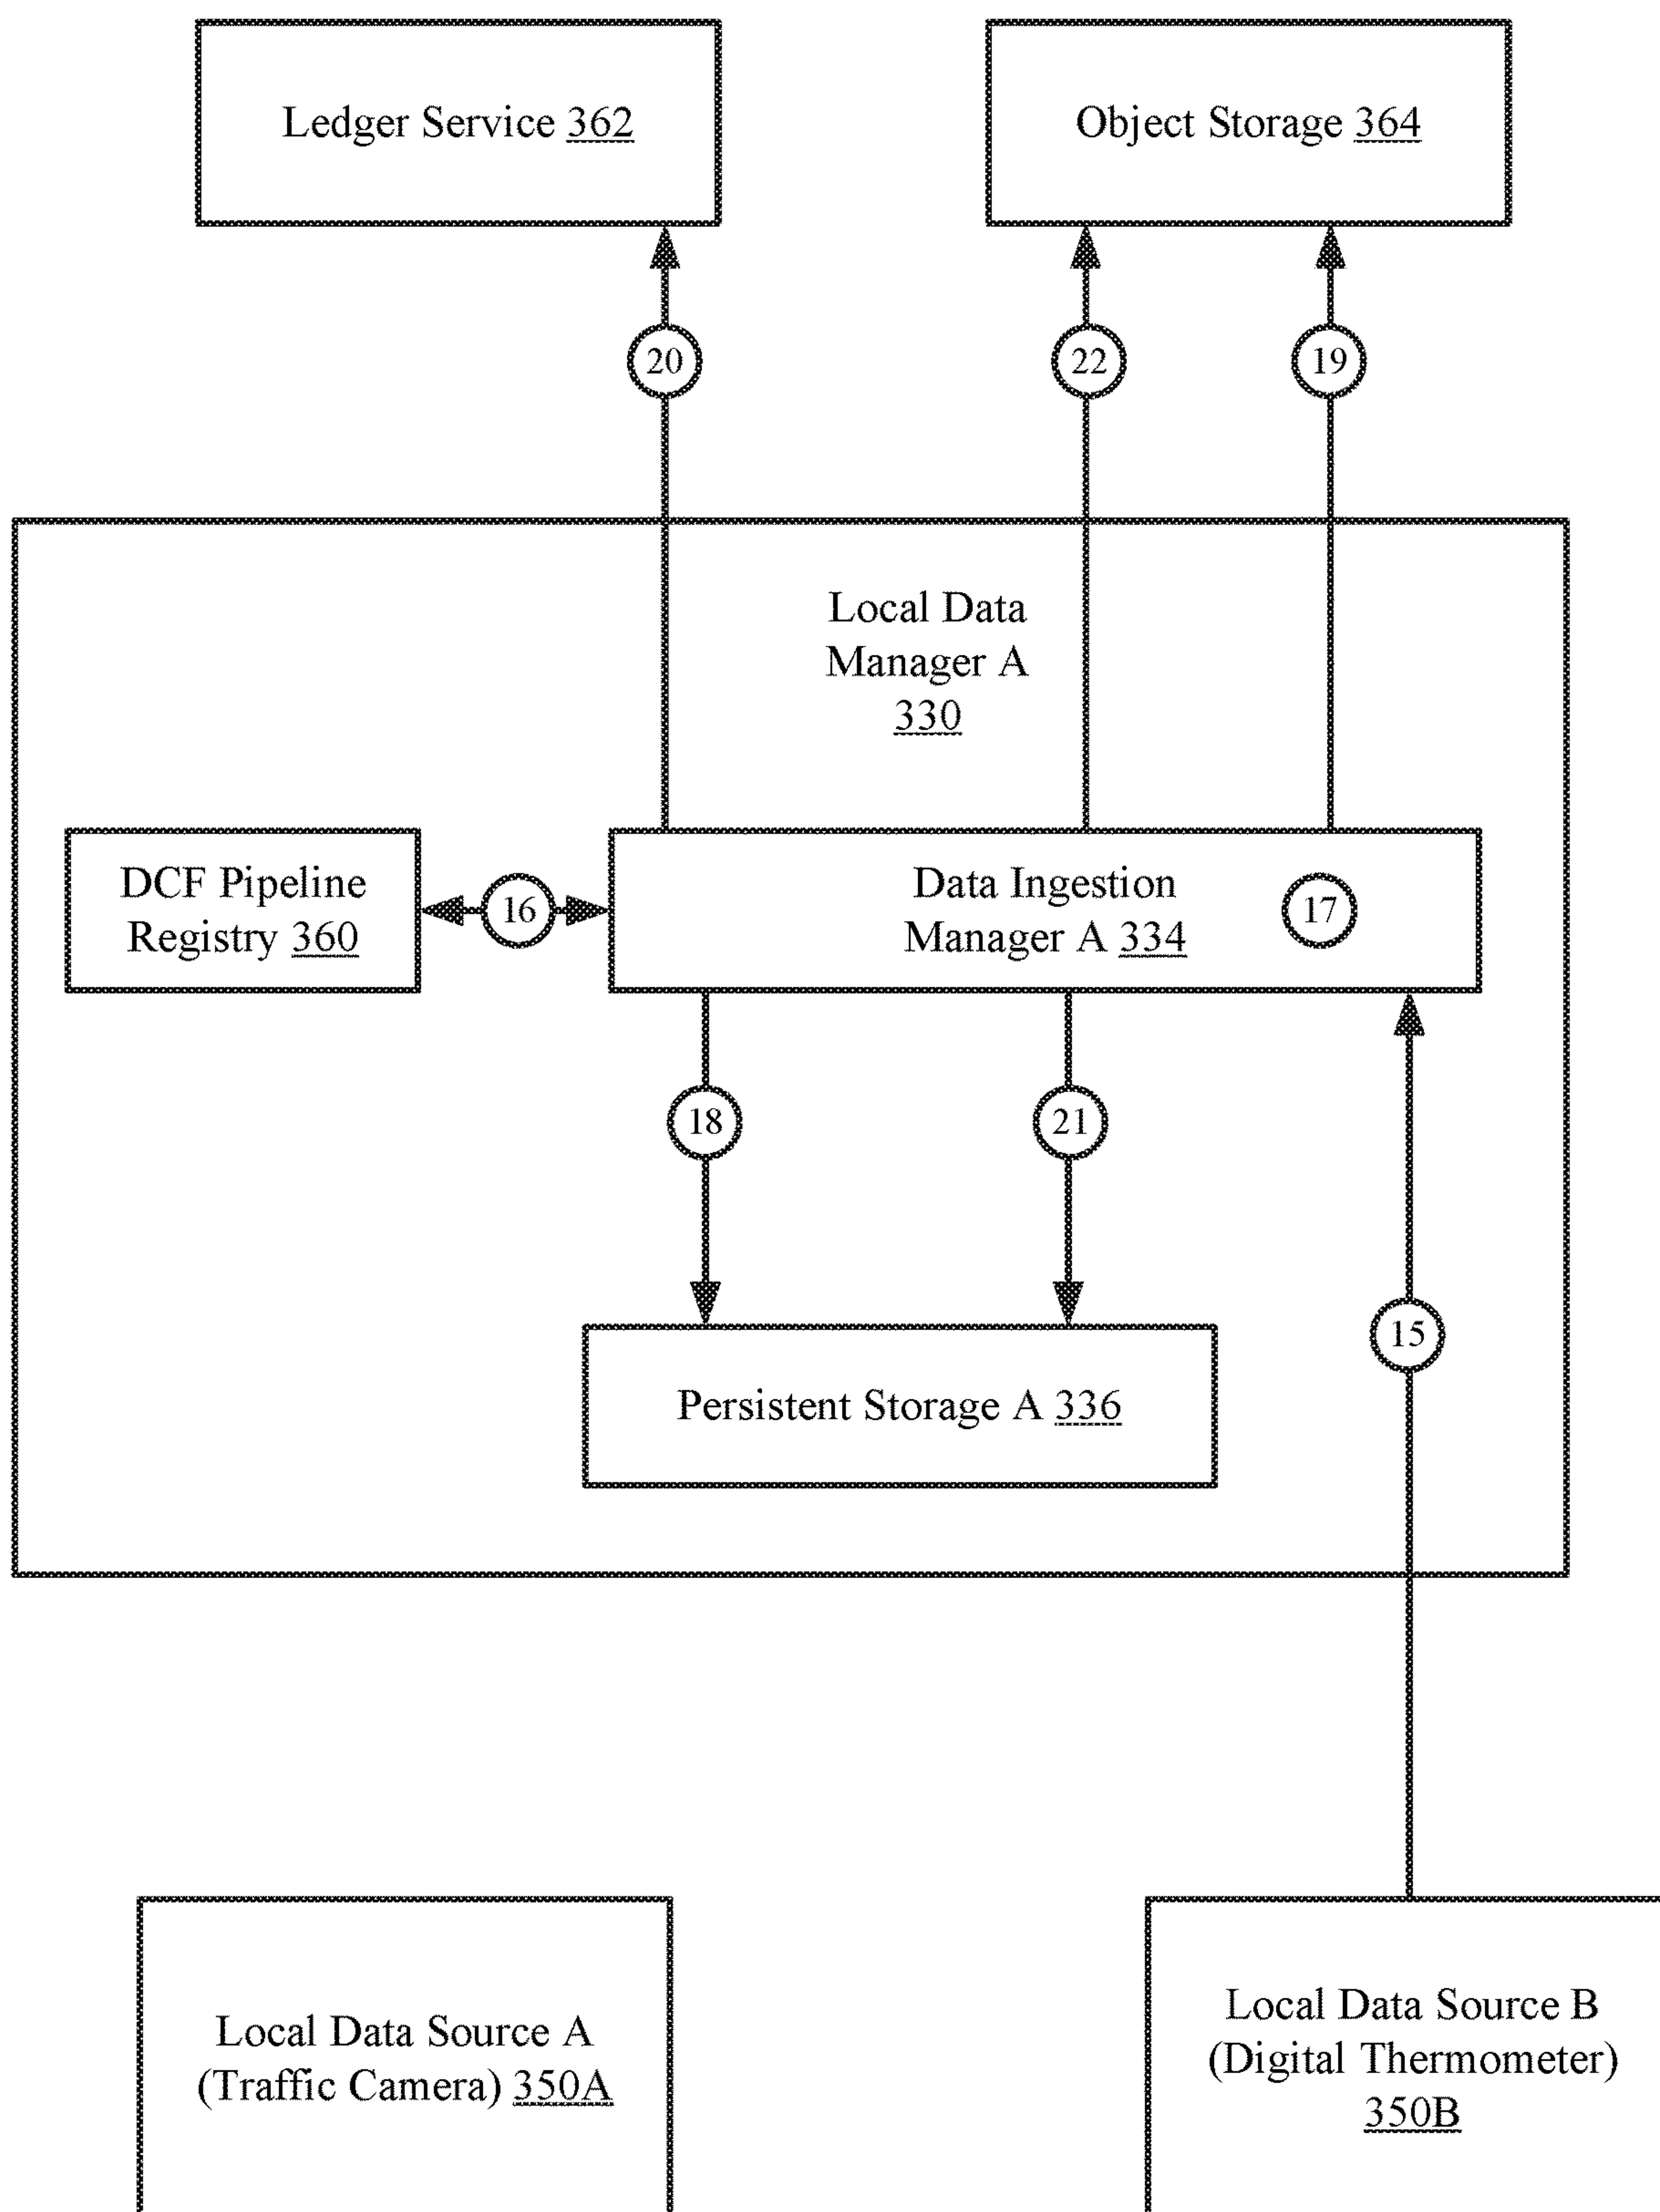 Ledger Service 362
Object Storage 364
20
22
19
Local Data
Manager A
330
DCF Pipeline
Registry 360
16
Data Ingestion
Manager A 334
17
18
21
15
Persistent Storage A 336
Local Data Source A
(Traffic Camera) 350A
Local Data Source B
(Digital Thermometer)
350B